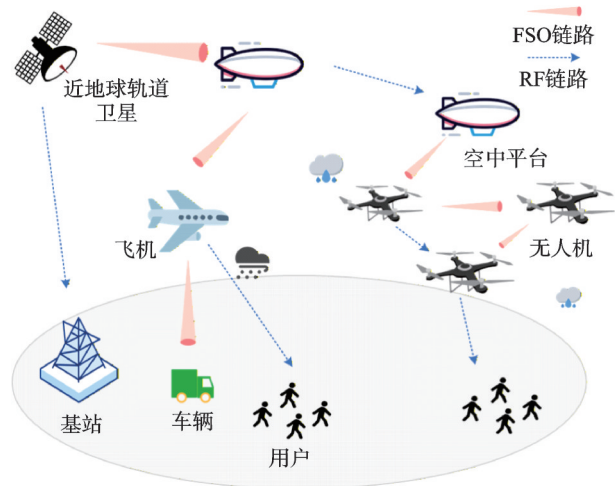 FSO链路
RF链路
近地球轨道
卫星
空中平台
飞机
无人机
基站
车辆
用户